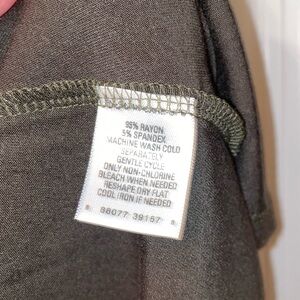 95% RAYON
5% SPANDEX
MACHINE WASH COLD
SEPARATELY
GENTLE CYCLE
ONLY NON-CHLORINE
BLEACH WHEN NEEDED
RESHAPE DRY FLAT
COOL IRON IF NEEDED
88077 39167